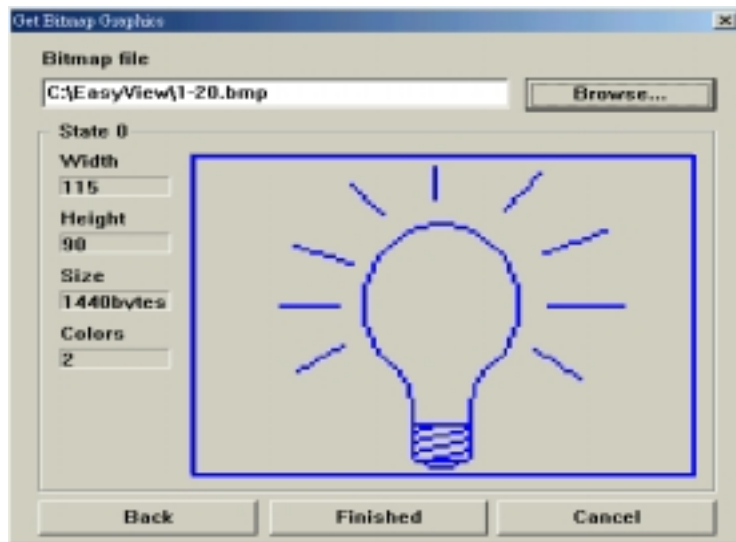 Get Bitmap Graphics
Bitmap file
C:\EasyView\1-20.bmp
Browse...
State 0
Width
115
Height
90
Size
1440bytes
Colors
2
Back
Finished
Cancel